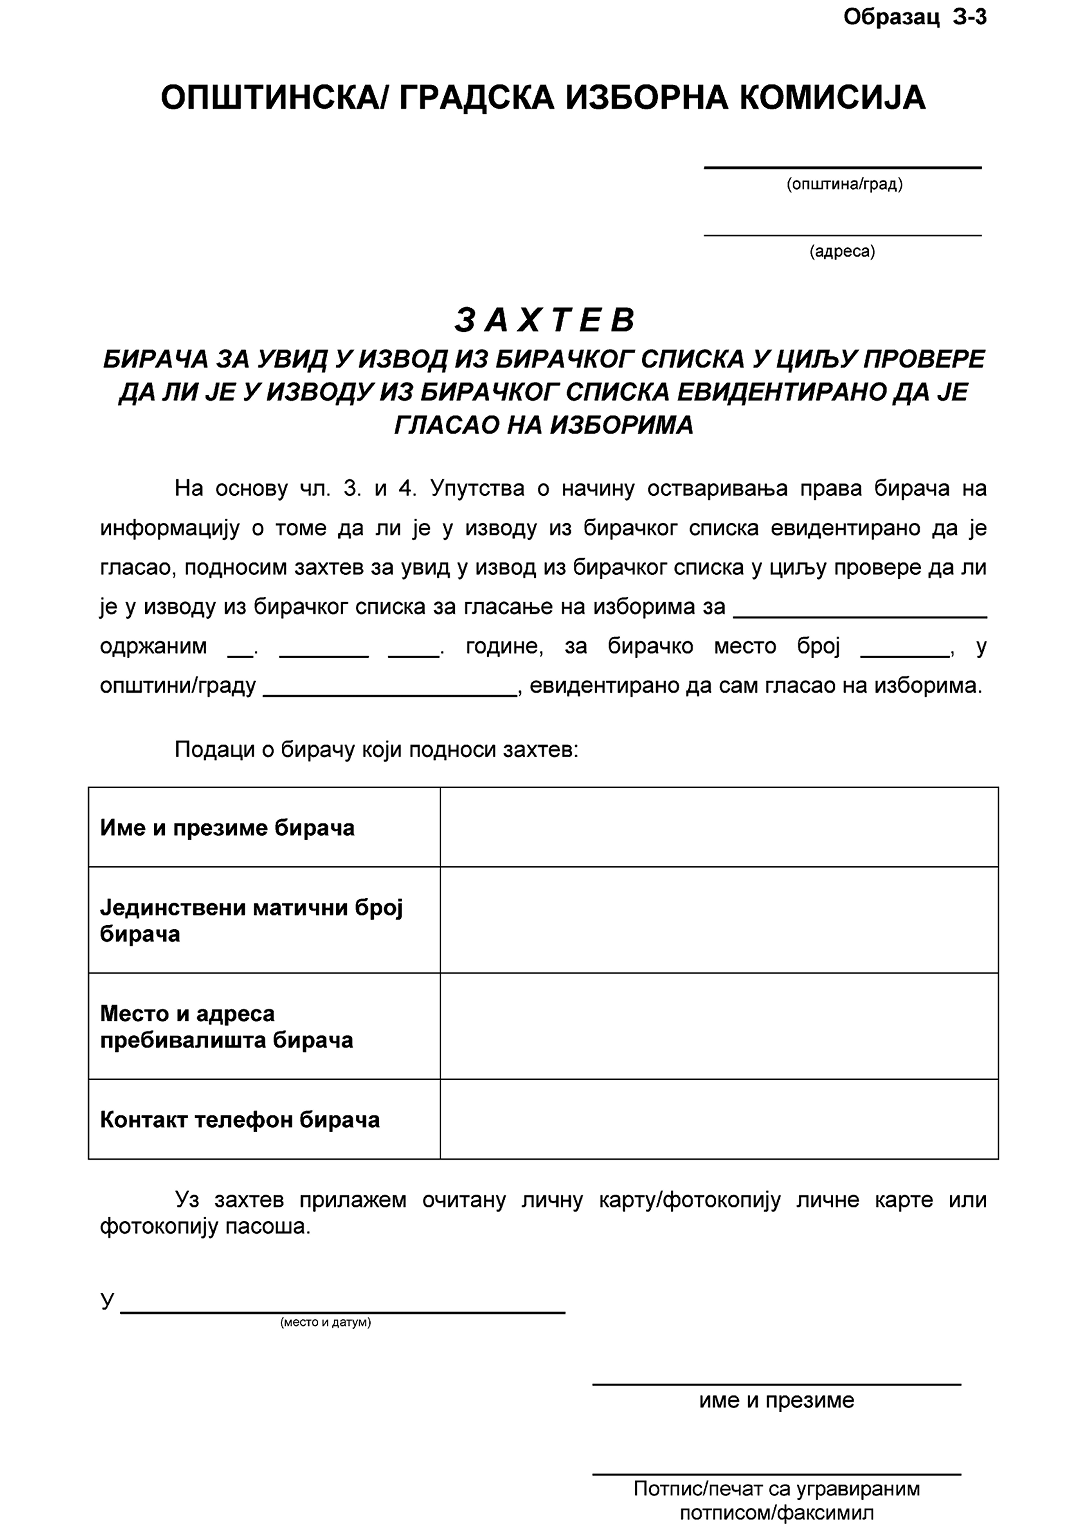 Образац З-3
ОПШТИНСКА/ ГРАДСКА ИЗБОРНА КОМИСИЈА
(општина/град)
(адреса)
З А Х Т Е В
БИРАЧА ЗА УВИД У ИЗВОД ИЗ БИРАЧКОГ СПИСКА У ЦИЉУ ПРОВЕРЕ
ДА ЛИ ЈЕ У ИЗВОДУ ИЗ БИРАЧКОГ СПИСКА ЕВИДЕНТИРАНО ДА ЈЕ
ГЛАСАО НА ИЗБОРИМА
На основу чл. 3. и 4. Упутства о начину остваривања права бирача на
информацију о томе да ли је у изводу из бирачког списка евидентирано да је
гласао, подносим захтев за увид у извод из бирачког списка у циљу провере да ли
је у изводу из бирачког списка за гласање на изборима за ____________________
одржаним __. _______ ____. године, за бирачко место број _______, у
општини/граду ____________________, евидентирано да сам гласао на изборима.
Подаци о бирачу који подноси захтев:
Име и презиме бирача
Јединствени матични број
бирача
Место и адреса
пребивалишта бирача
Контакт телефон бирача
Уз захтев прилажем очитану личну карту/фотокопију личне карте или
фотокопију пасоша.
У ___________________________________
(место и датум)
име и презиме
Потпис/печат са угравираним
потписом/факсимил